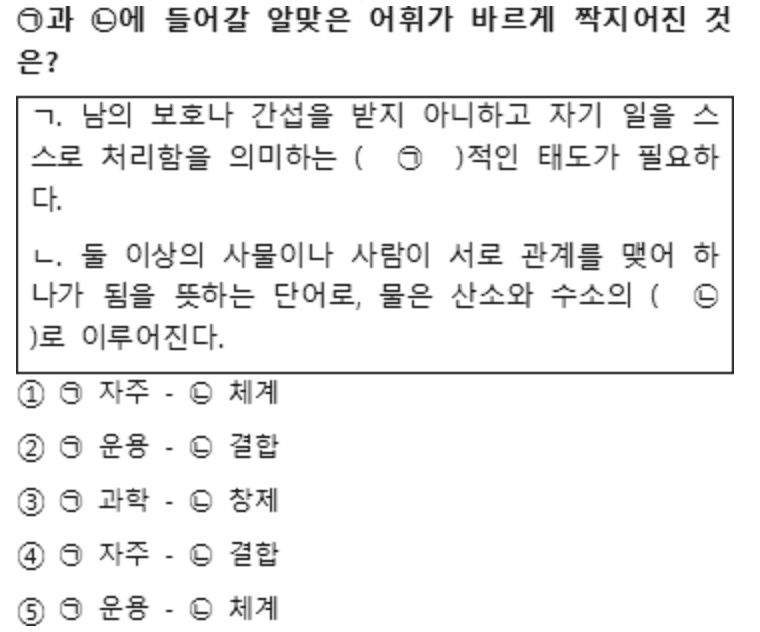 ㉠과 ㉡에 들어갈 알맞은 어휘가 바르게 짝지어진 것
은?
ㄱ. 남의 보호나 간섭을 받지 아니하고 자기 일을 스
스로 처리함을 의미하는 ( ㉠ )적인 태도가 필요하
다.
ㄴ. 둘 이상의 사물이나 사람이 서로 관계를 맺어 하
나가 됨을 뜻하는 단어로, 물은 산소와 수소의 ( ㉡
)로 이루어진다.
① ㉠ 자주 - ㉡ 체계
② ㉠ 운용 - ㉡ 결합
③ ㉠ 과학 - ㉡ 창제
④ ㉠ 자주 - ㉡ 결합
⑤ ㉠ 운용 - ㉡ 체계